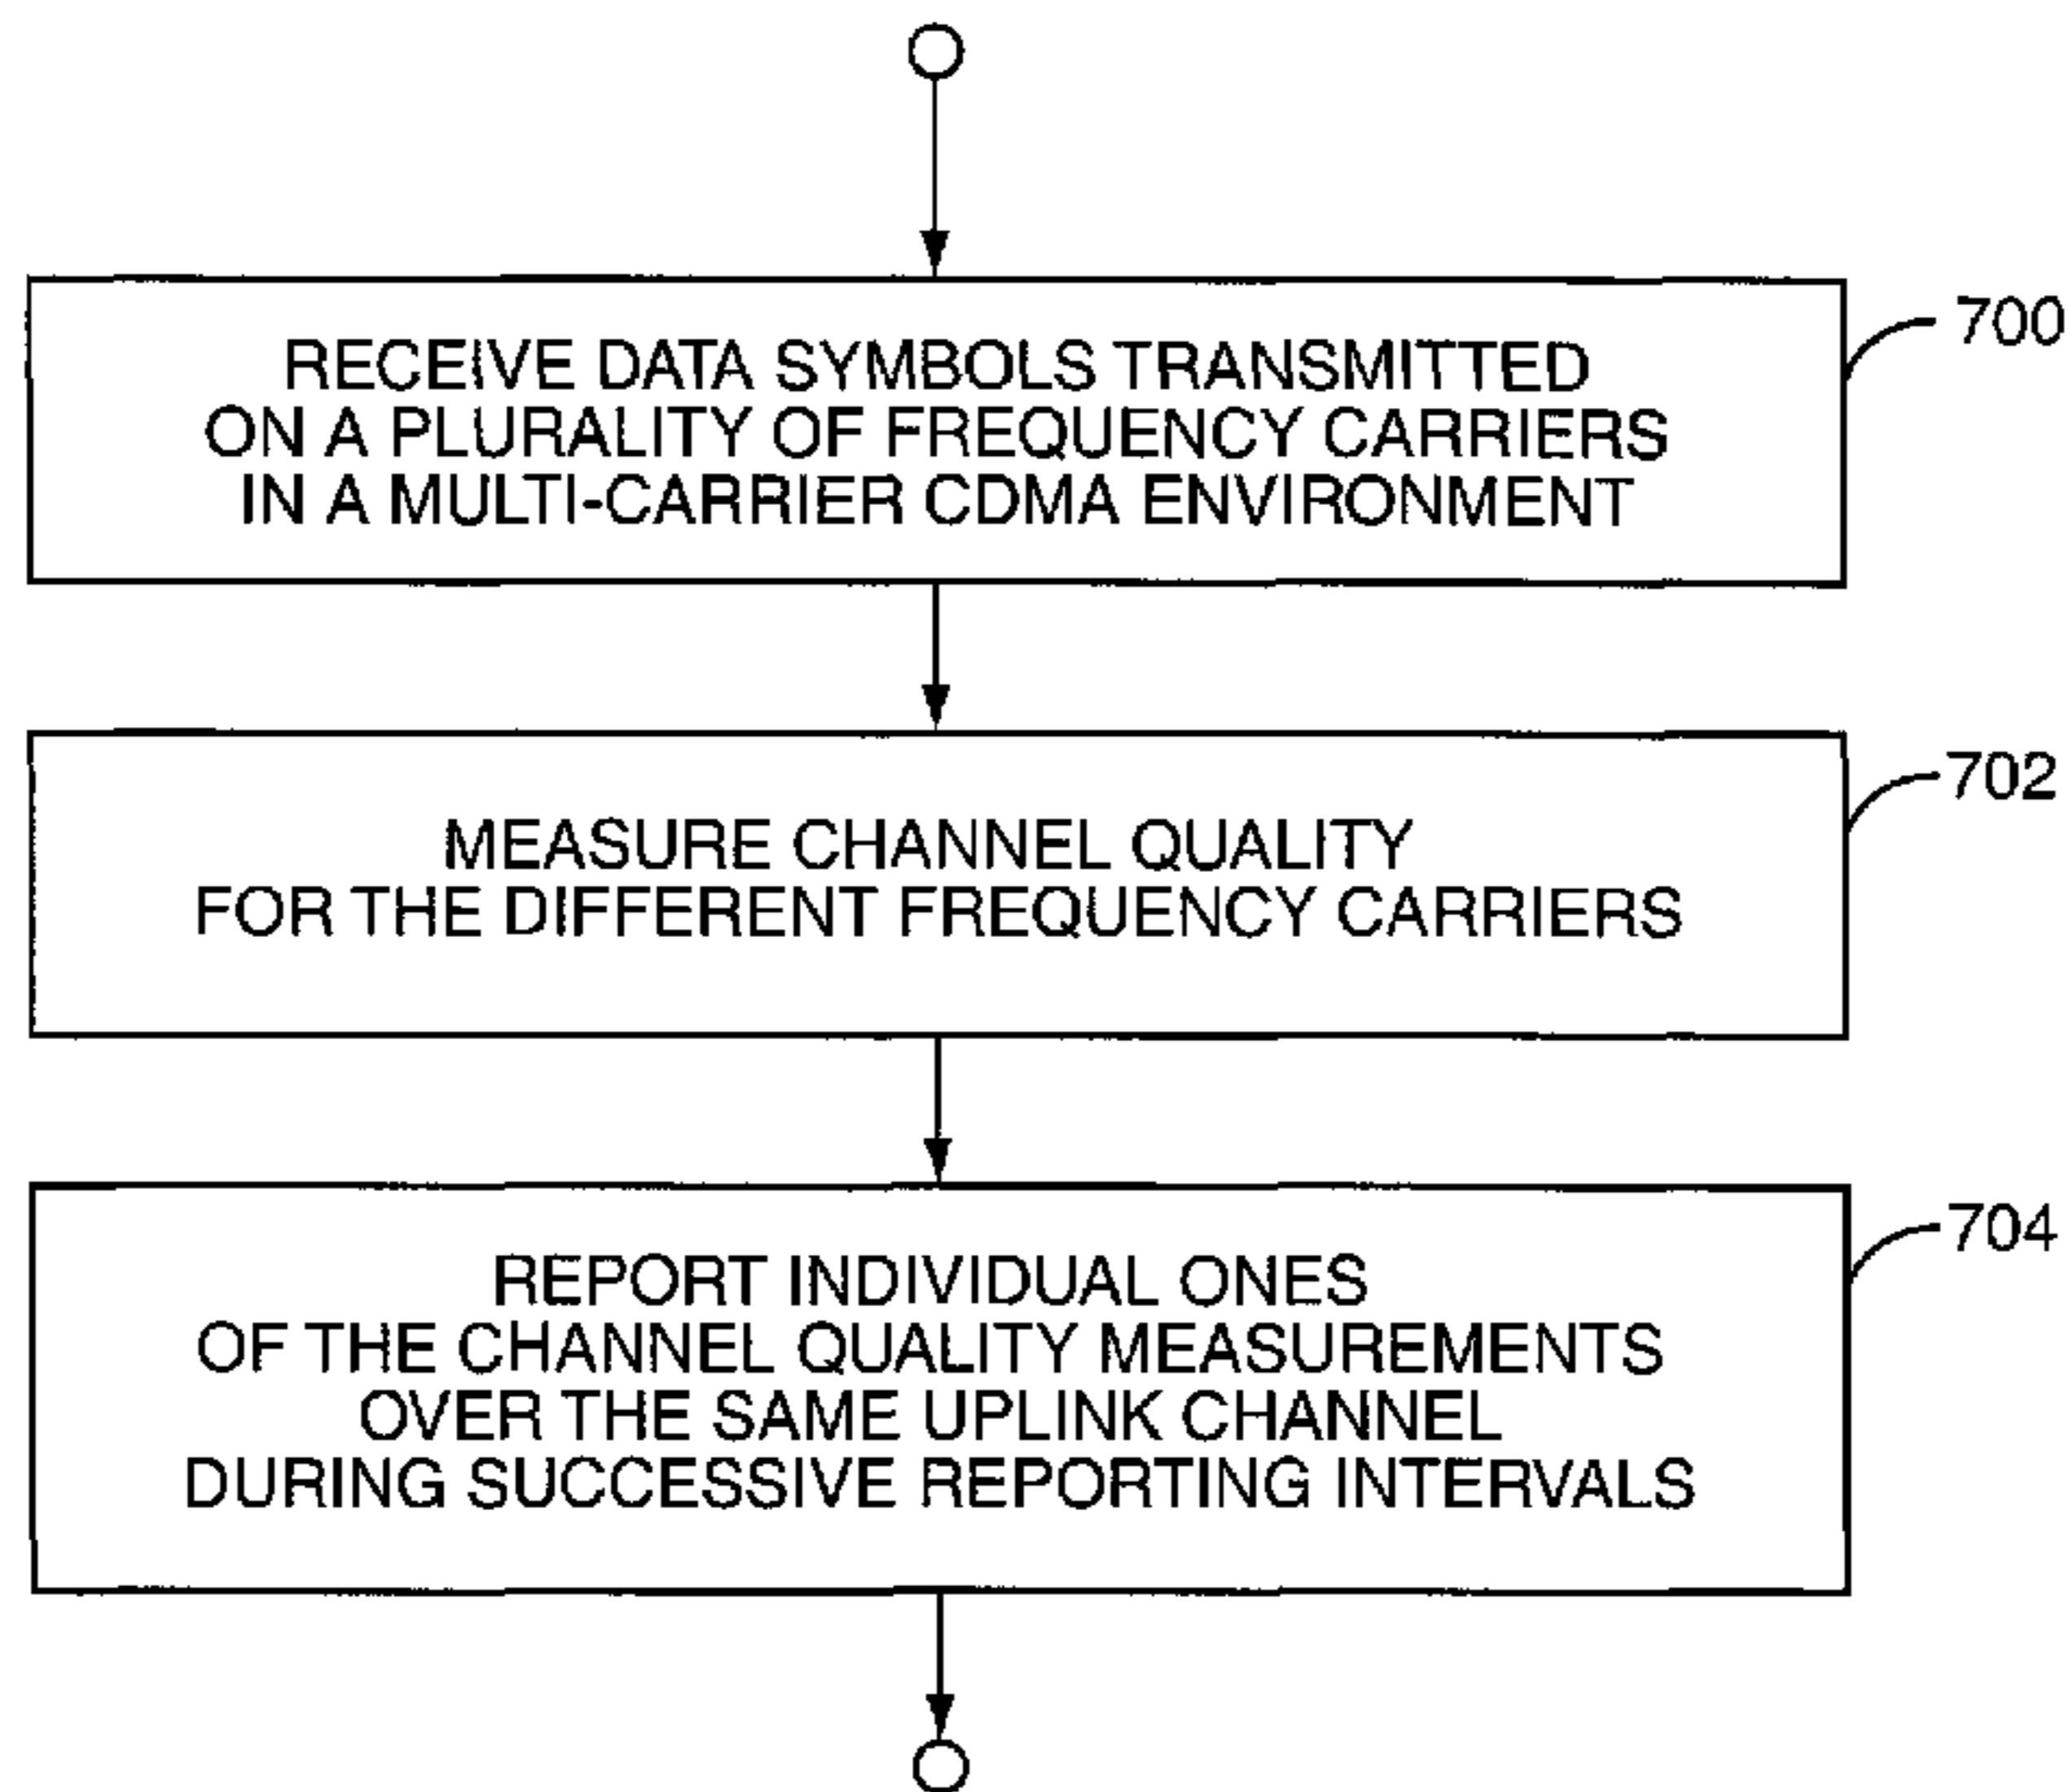 RECEIVE DATA SYMBOLS TRANSMITTED
ON A PLURALITY OF FREQUENCY CARRIERS
IN A MULTI-CARRIER CDMA ENVIRONMENT
700
MEASURE CHANNEL QUALITY
FOR THE DIFFERENT FREQUENCY CARRIERS
702
REPORT INDIVIDUAL ONES
OF THE CHANNEL QUALITY MEASUREMENTS
OVER THE SAME UPLINK CHANNEL
DURING SUCCESSIVE REPORTING INTERVALS
704